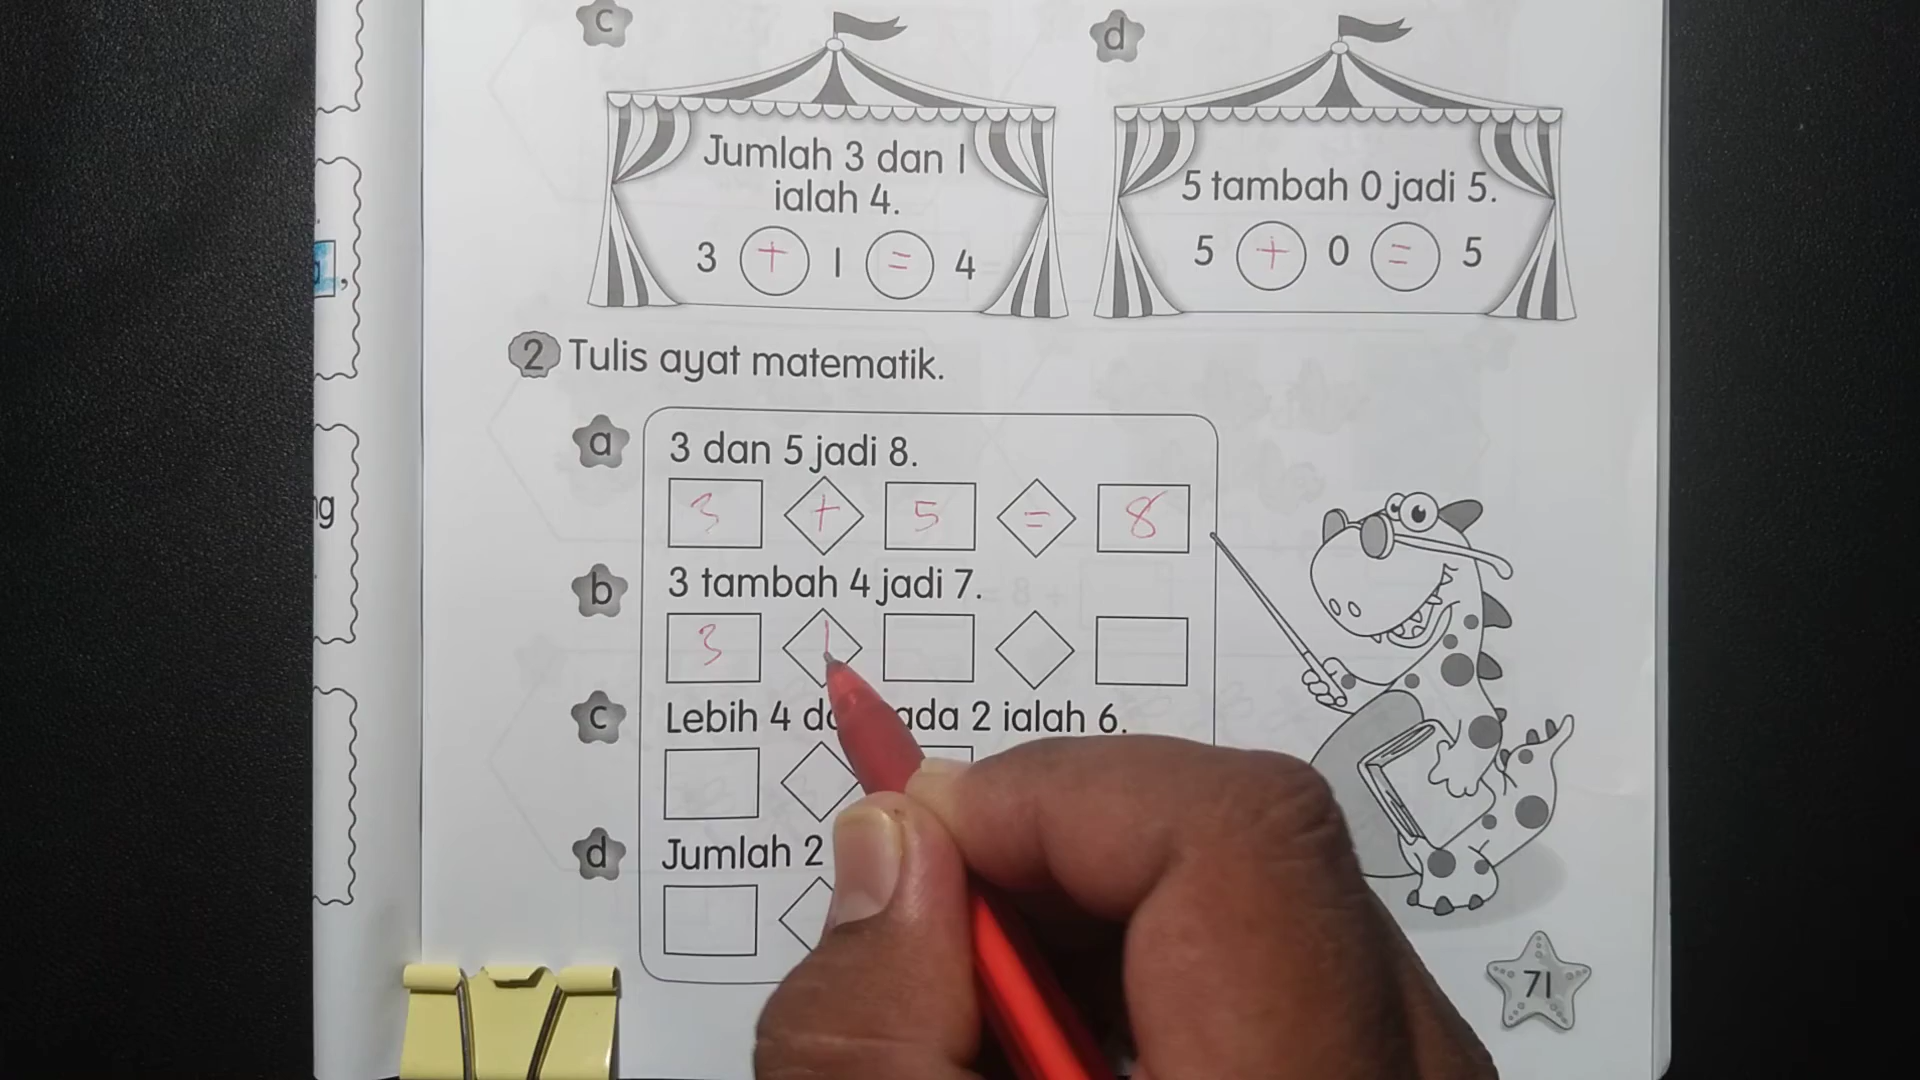 c
d
Jumlah 3 dan 1
ialah 4.
3 + 1 = 4
5 tambah 0 jadi 5.
5 + 0 = 5
2 Tulis ayat matematik.
a 3 dan 5 jadi 8.
3 + 5 = 8
b 3 tambah 4 jadi 7.
3
c Lebih 4 ada 2 ialah 6.
d Jumlah 2
71